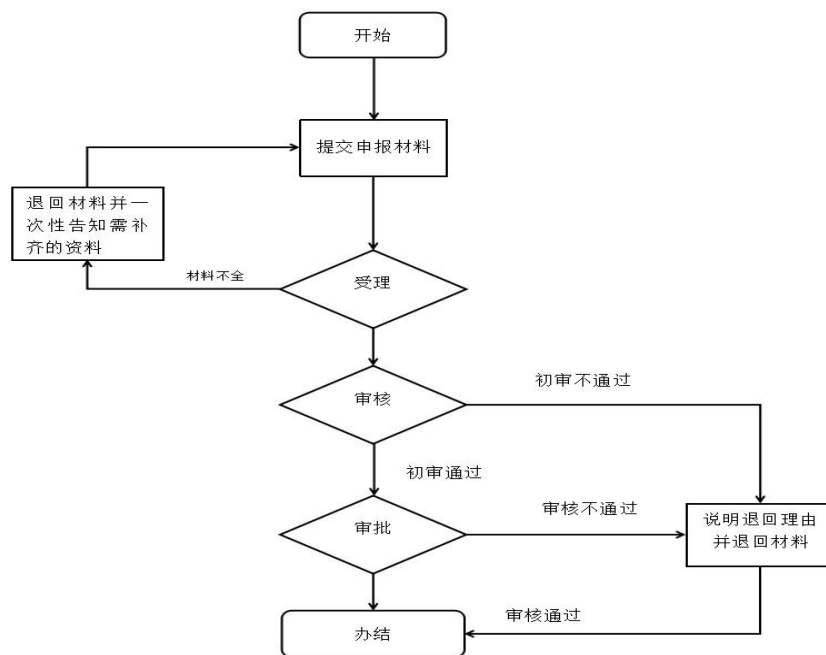 开始
提交申报材料
退回材料并一
次性告知需补
齐的资料
材料不全
受理
初审不通过
审核
初审通过
审核不通过
审批
说明退回理由
并退回材料
审核通过
办结